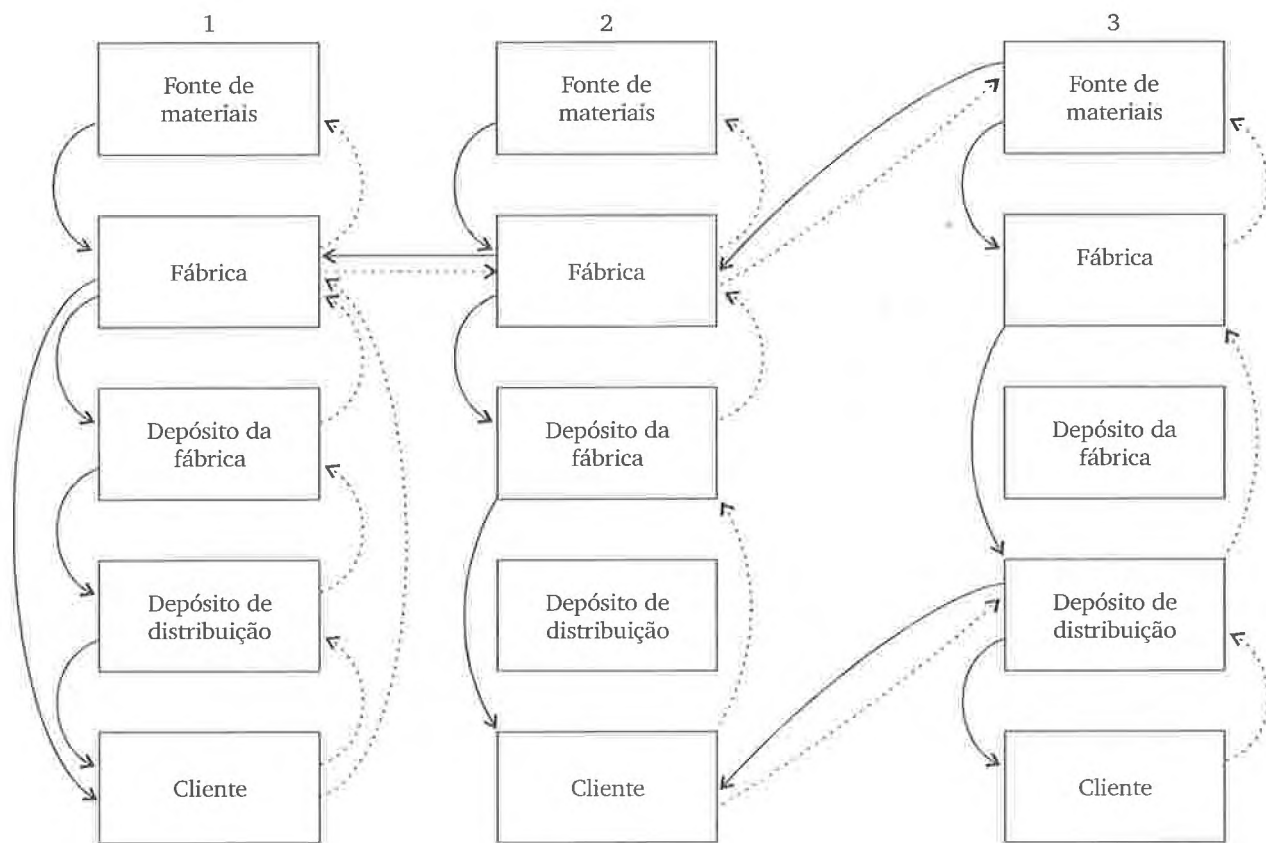 1
2
3
Fonte de
materiais
Fonte de
materiais
Fonte de
materiais
Fábrica
Fábrica
Fábrica
Depósito da
fábrica
Depósito da
fábrica
Depósito da
fábrica
Depósito de
distribuição
Depósito de
distribuição
Depósito de
distribuição
Cliente
Cliente
Cliente